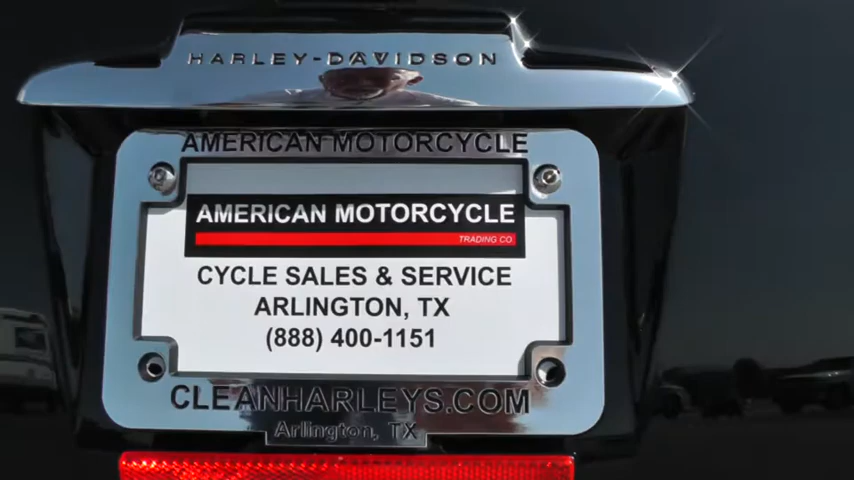 HARLEY-DAVIDSON
AMERICAN MOTORCYCLE
AMERICAN MOTORCYCLE
TRADING CO
CYCLE SALES & SERVICE
ARLINGTON, TX
(888) 400-1151
CLEANHARLEYS.COM
Arlington, TX